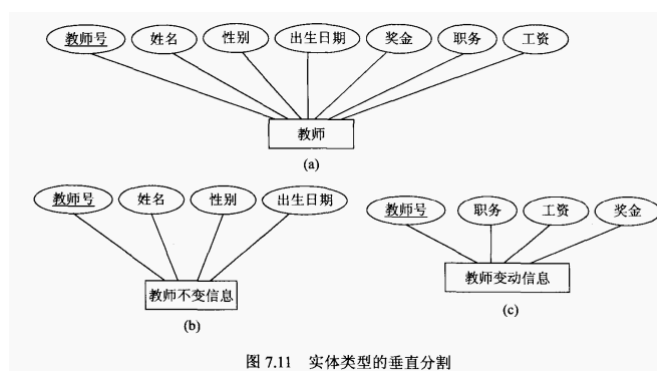 教师号 姓名 性别 出生日期 奖金 职务 工资
教师
(a)
教师号 姓名 性别 出生日期
教师不变信息
(b)
教师号 职务 工资 奖金
教师变动信息
(c)
图 7.11 实体类型的垂直分割